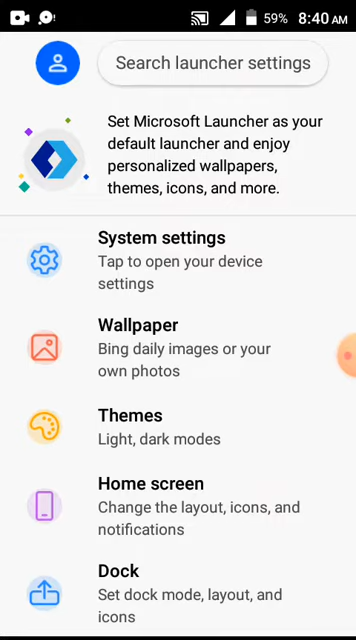 59% 8:40 AM
Search launcher settings
Set Microsoft Launcher as your
default launcher and enjoy
personalized wallpapers,
themes, icons, and more.
System settings
Tap to open your device
settings
Wallpaper
Bing daily images or your
own photos
Themes
Light, dark modes
Home screen
Change the layout, icons, and
notifications
Dock
Set dock mode, layout, and
icons